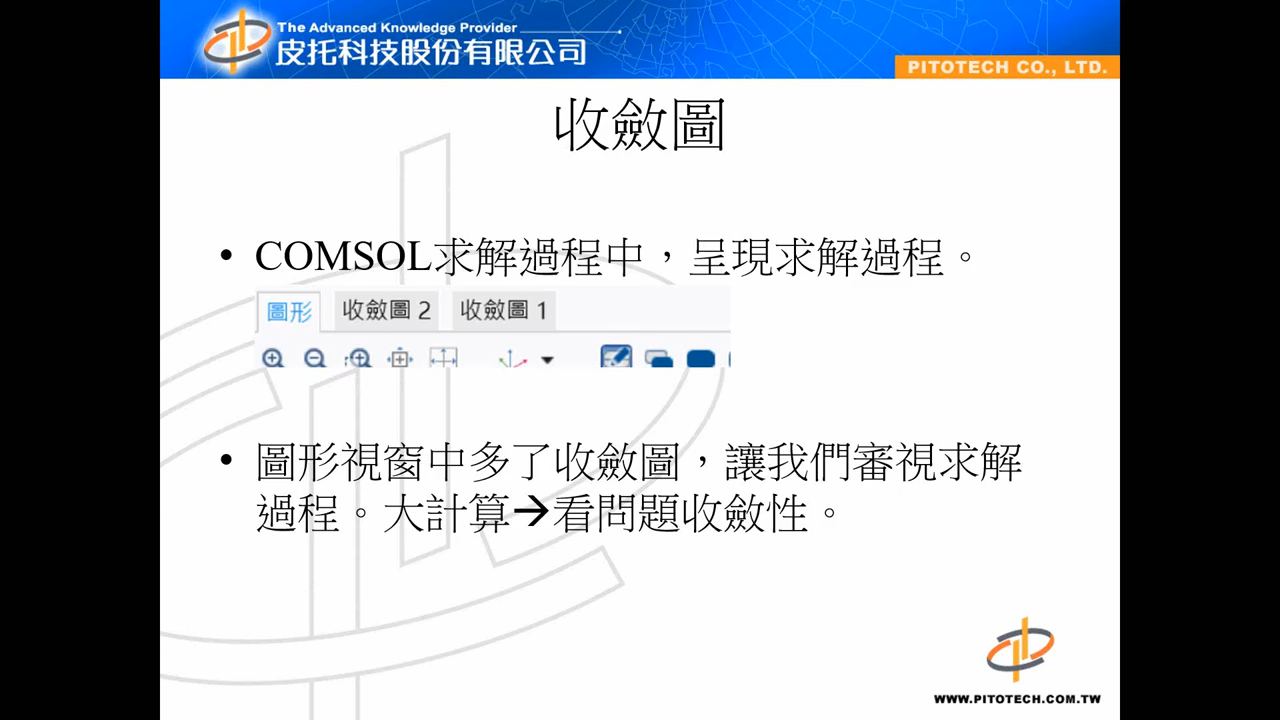 The Advanced Knowledge Provider
皮托科技股份有限公司
PITOTECH CO., LTD.
收斂圖
• COMSOL求解過程中，呈現求解過程。
圖形 收斂圖 2 收斂圖 1
• 圖形視窗中多了收斂圖，讓我們審視求解
過程。大計算→看問題收斂性。
WWW.PITOTECH.COM.TW